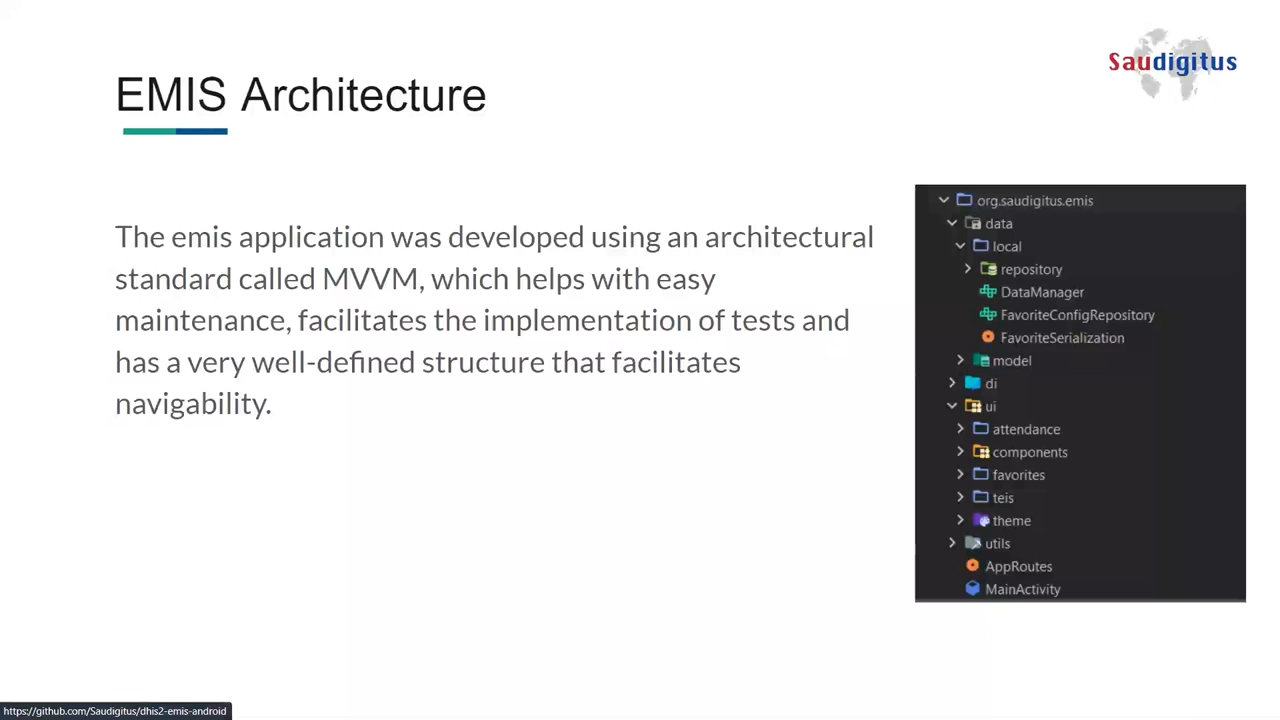 Saudigitus
EMIS Architecture
The emis application was developed using an architectural
standard called MVVM, which helps with easy
maintenance, facilitates the implementation of tests and
has a very well-defined structure that facilitates
navigability.
org.saudigitus.emis
data
local
repository
DataManager
FavoriteConfigRepository
FavoriteSerialization
model
di
ui
attendance
components
favorites
teis
theme
utils
AppRoutes
MainActivity
https://github.com/Saudigitus/dhis2-emis-android